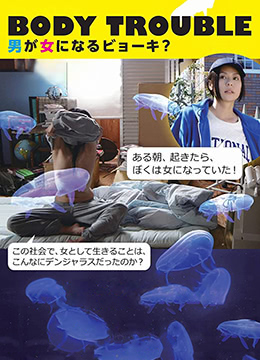 BODY TROUBLE
男が女になるビョーキ?
ある朝、起きたら、
ぼくは女になっていた!
この社会で、女として生きることは、
こんなにデンジャラスだったのか?